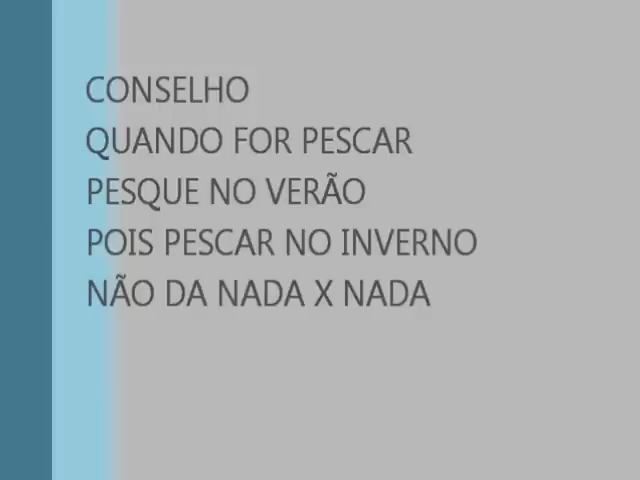 CONSELHO
QUANDO FOR PESCAR
PESQUE NO VERÃO
POIS PESCAR NO INVERNO
NÃO DA NADA X NADA